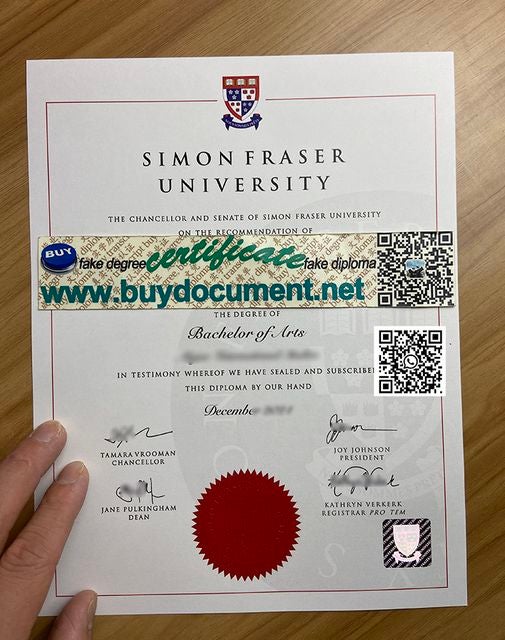 SIMON FRASER
UNIVERSITY
THE CHANCELLOR AND SENATE OF SIMON FRASER UNIVERSITY
ON THE RECOMMENDATION OF
BUY fake degree certificate fake diploma
www.buydocument.net
THE DEGREE OF
Bachelor of Arts
IN TESTIMONY WHEREOF WE HAVE SEALED AND SUBSCRIBE
THIS DIPLOMA BY OUR HAND
December
TAMARA VROOMAN
CHANCELLOR
JOY JOHNSON
PRESIDENT
JANE PULKINGHAM
DEAN
KATHRYN VERKERK
REGISTRAR PRO TEM